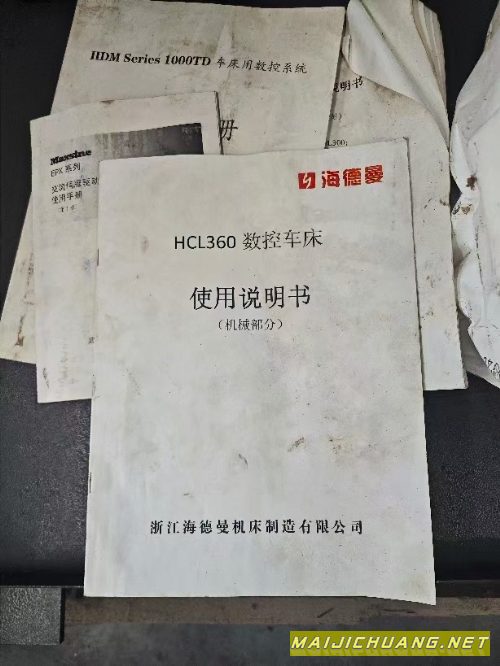 HDM Series 1000TD 车床用数控系统
册
说明书
Maxsine
EPX 系列
使用手册
海德曼
HCL360 数控车床
使用说明书
（机械部分）
浙江海德曼机床制造有限公司
MAIJICHUANG.NET